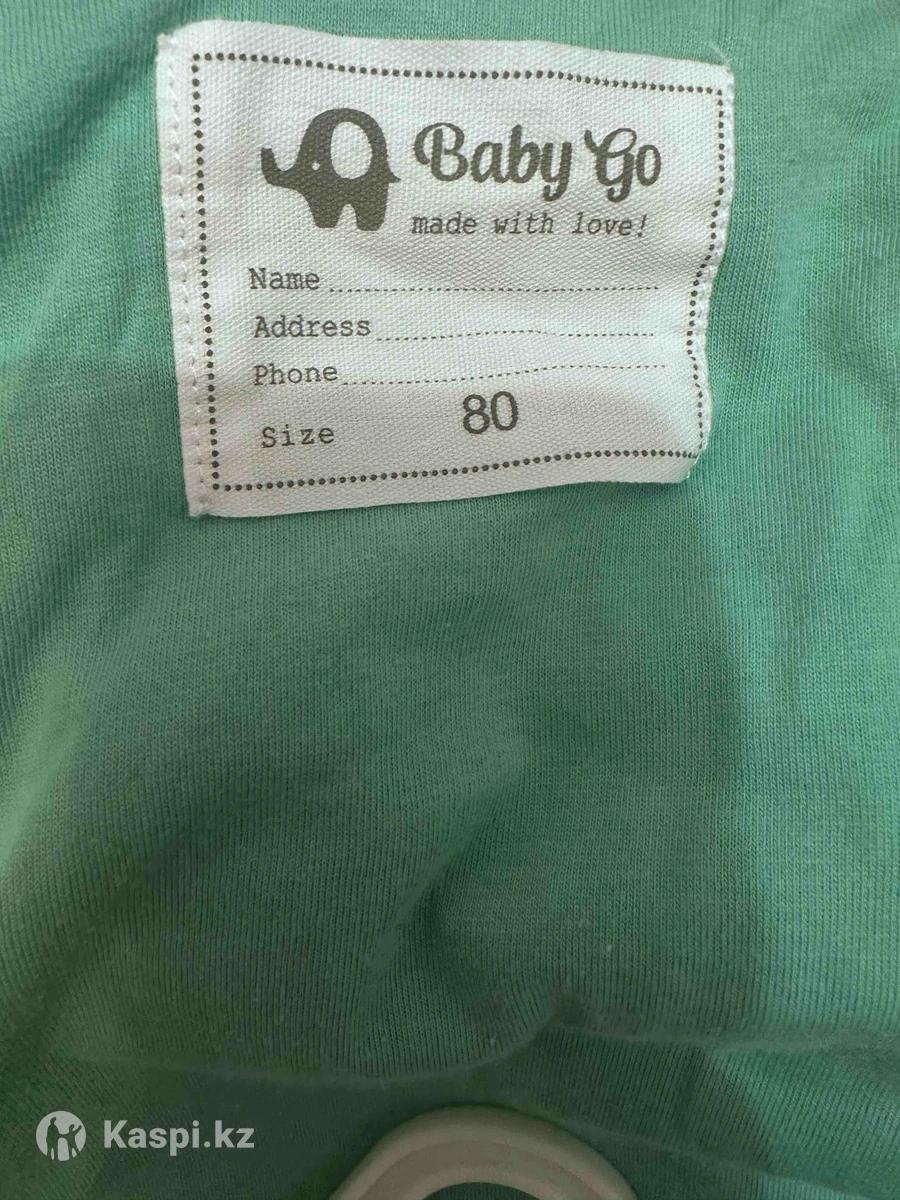 Baby Go
made with love!
Name
Address
Phone
Size 80
Kaspi.kz